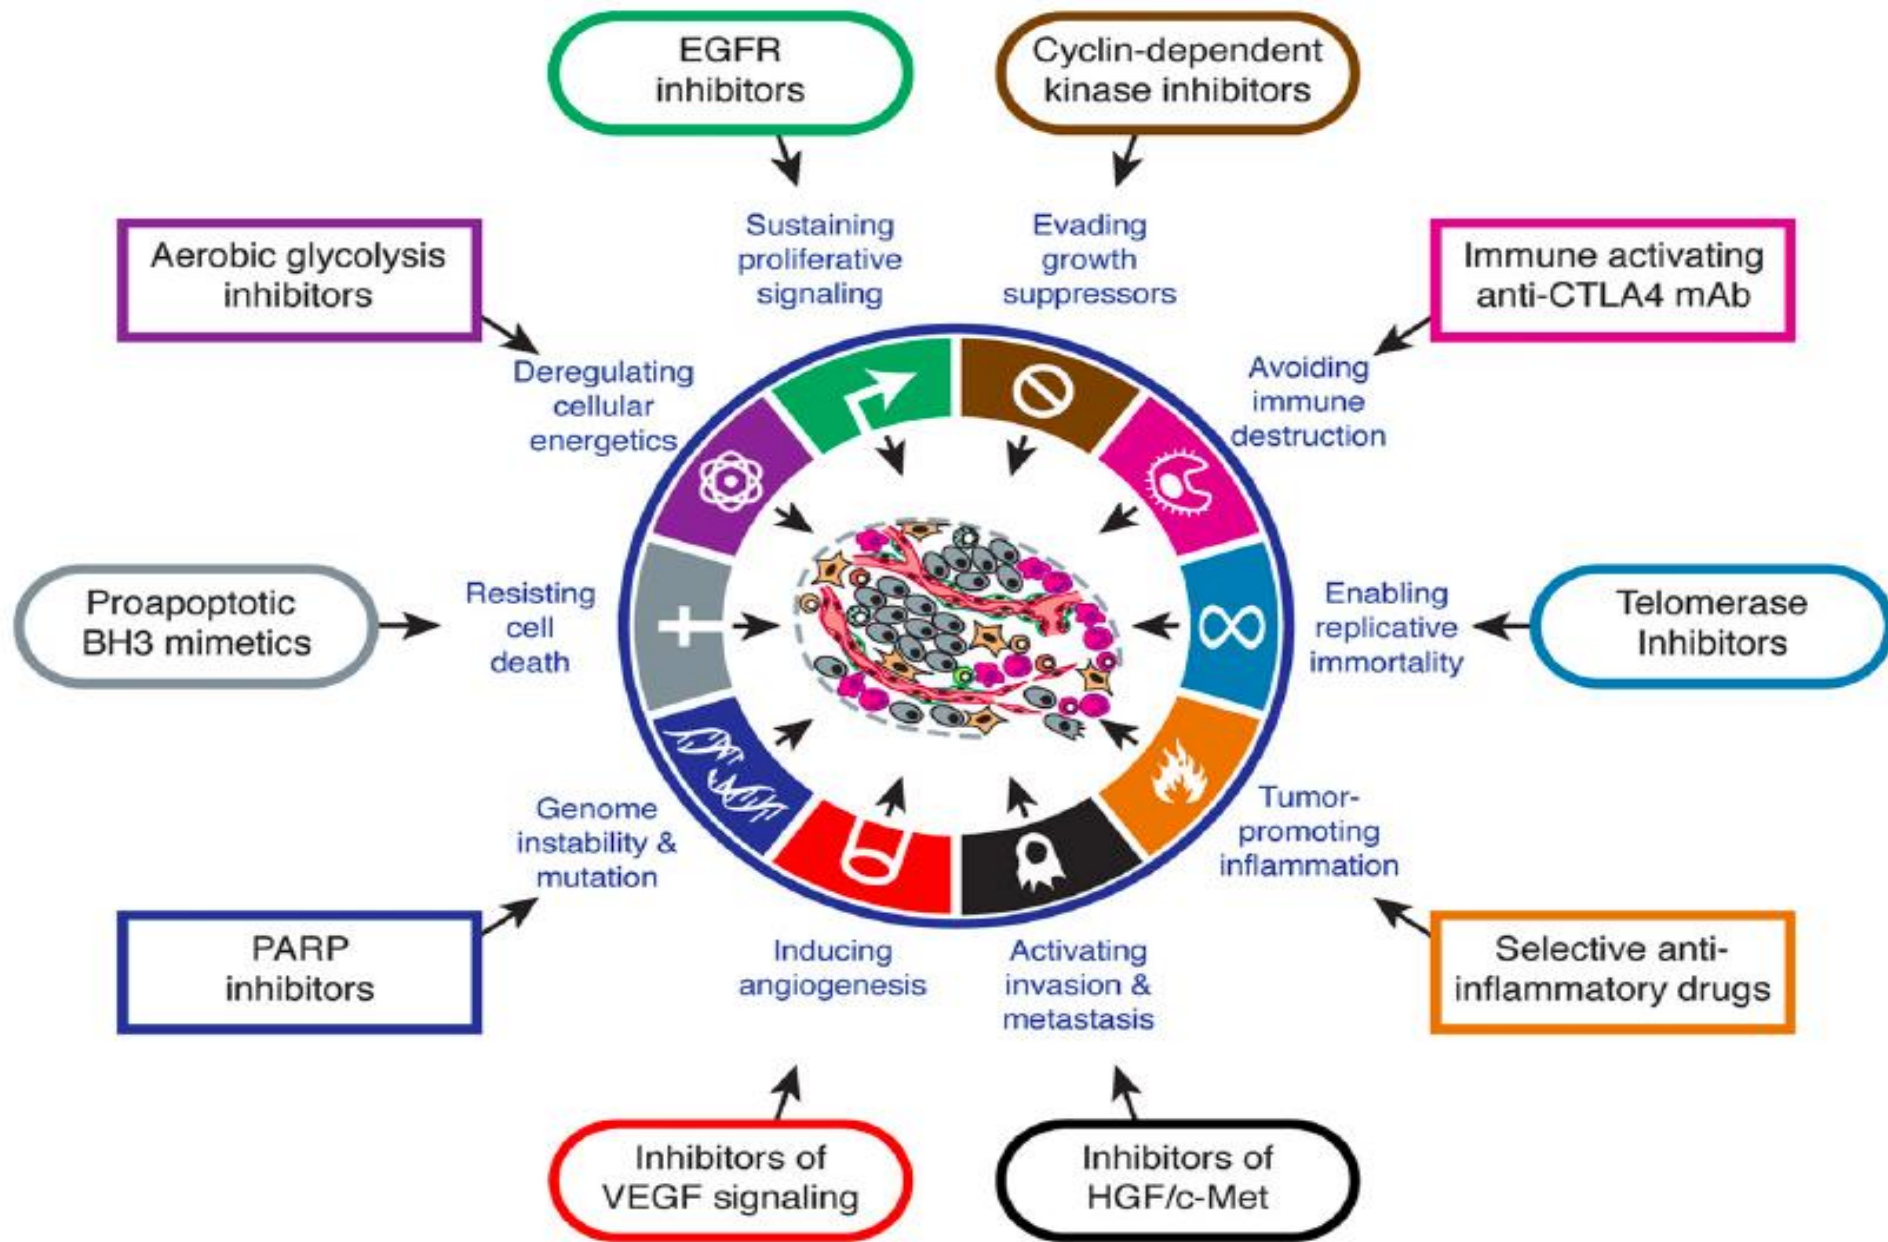 EGFR
inhibitors
Cyclin-dependent
kinase inhibitors
Sustaining
proliferative
signaling
Evading
growth
suppressors
Aerobic glycolysis
inhibitors
Immune activating
anti-CTLA4 mAb
Deregulating
cellular
energetics
Avoiding
immune
destruction
Proapoptotic
BH3 mimetics
Resisting
cell
death
Enabling
replicative
immortality
Telomerase
Inhibitors
Genome
instability &
mutation
Tumor-
promoting
inflammation
PARP
inhibitors
Inducing
angiogenesis
Activating
invasion &
metastasis
Selective anti-
inflammatory drugs
Inhibitors of
VEGF signaling
Inhibitors of
HGF/c-Met